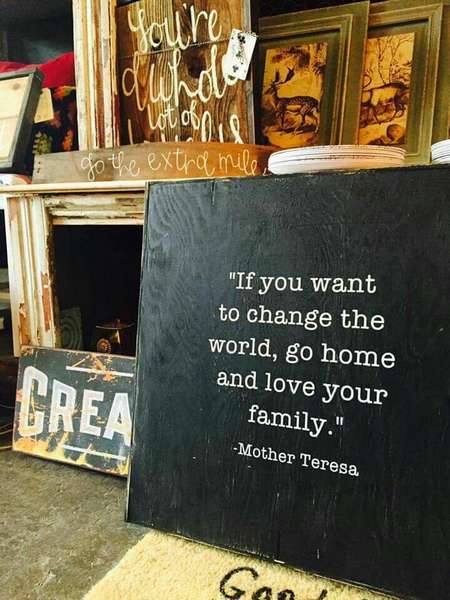 You're
a whole
lot of
go the extra mile
"If you want
to change the
world, go home
and love your
family."
-Mother Teresa
CREA